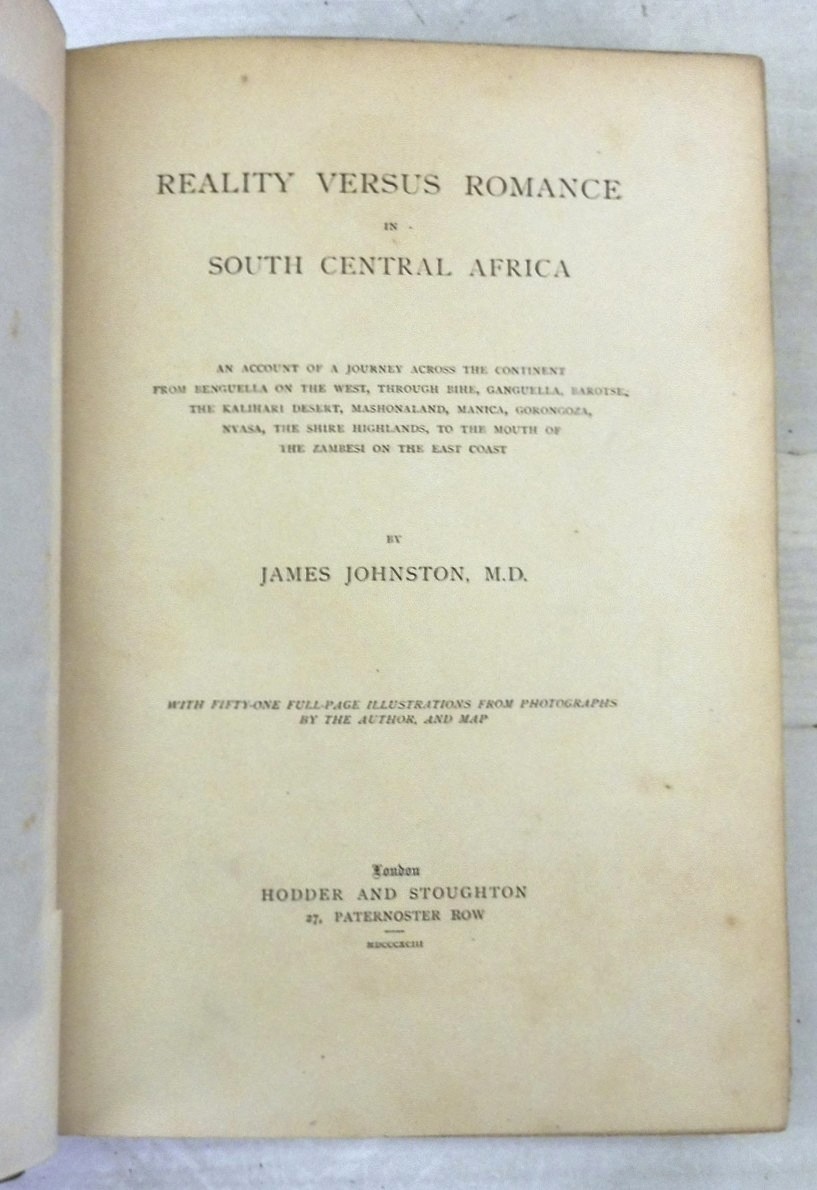 REALITY VERSUS ROMANCE
IN
SOUTH CENTRAL AFRICA
AN ACCOUNT OF A JOURNEY ACROSS THE CONTINENT
FROM BENGUELLA ON THE WEST, THROUGH BIHE, GANGUELLA, BAROTSE,
THE KALIHARI DESERT, MASHONALAND, MANICA, GORONGOZA,
NYASA, THE SHIRE HIGHLANDS, TO THE MOUTH OF
THE ZAMBESI ON THE EAST COAST
BY
JAMES JOHNSTON, M.D.
WITH FIFTY-ONE FULL-PAGE ILLUSTRATIONS FROM PHOTOGRAPHS
BY THE AUTHOR, AND MAP
London
HODDER AND STOUGHTON
27, PATERNOSTER ROW
MDCCCXCIII